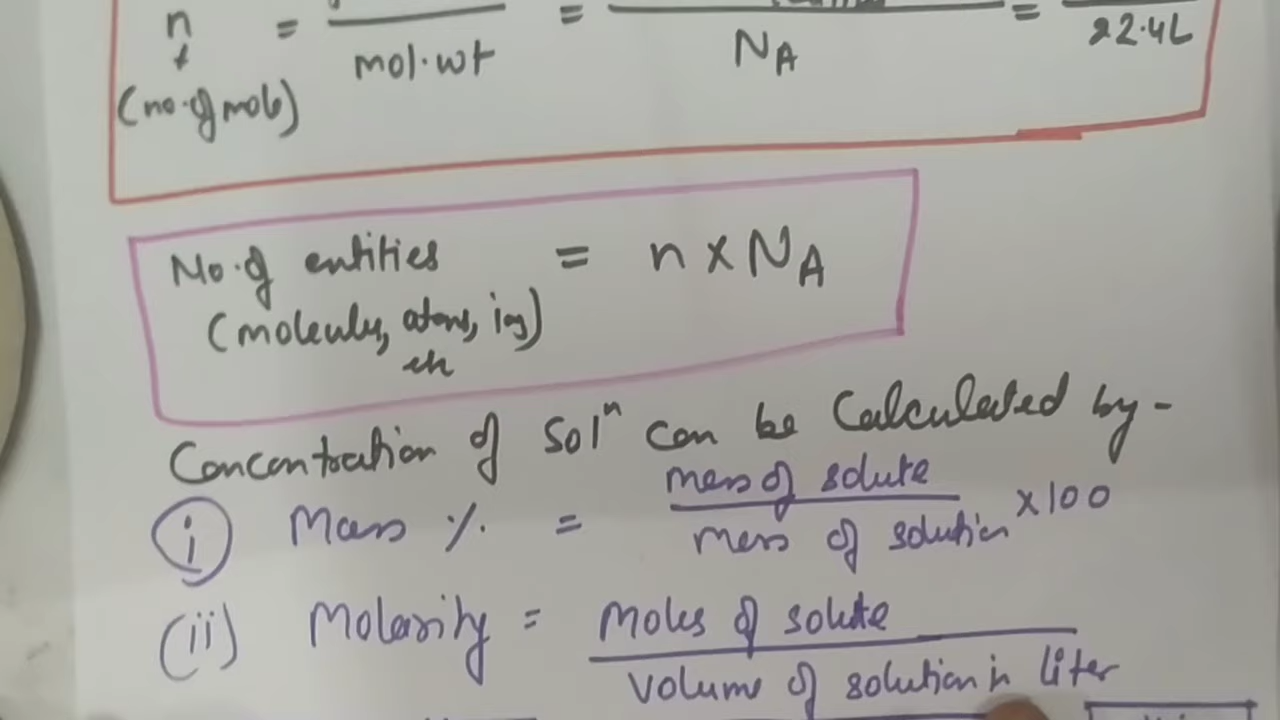 n = = =
mol.wt NA 22.4L
(no.of mole)
No.of entities = n x NA
(molecules, atoms, ions)
etc
Concentration of Solⁿ can be Calculated by-
(i) Mass % = mass of solute / mass of solution x100
(ii) Molarity = Moles of solute / Volume of solution in liter